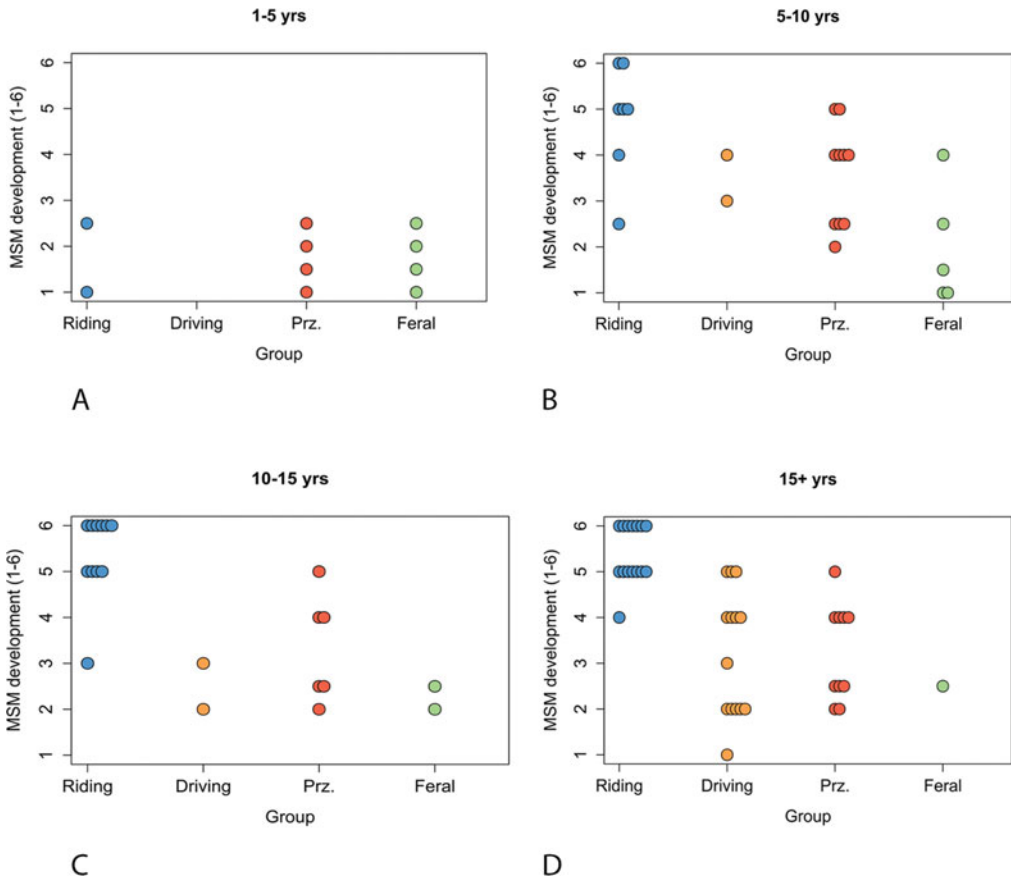 1-5 yrs
MSM development (1-6)
6
5
4
3
2
1
Riding Driving Prz. Feral
Group
A
5-10 yrs
MSM development (1-6)
6
5
4
3
2
1
Riding Driving Prz. Feral
Group
B
10-15 yrs
MSM development (1-6)
6
5
4
3
2
1
Riding Driving Prz. Feral
Group
C
15+ yrs
MSM development (1-6)
6
5
4
3
2
1
Riding Driving Prz. Feral
Group
D